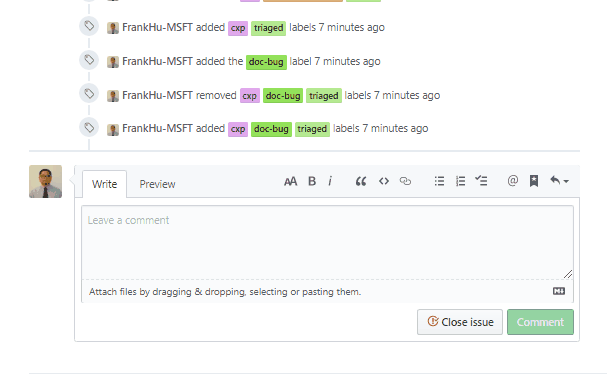 FrankHu-MSFT added cxp triaged labels 7 minutes ago
FrankHu-MSFT added the doc-bug label 7 minutes ago
FrankHu-MSFT removed cxp doc-bug triaged labels 7 minutes ago
FrankHu-MSFT added cxp doc-bug triaged labels 7 minutes ago
Write Preview AA B i
Leave a comment
Attach files by dragging & dropping, selecting or pasting them.
Close issue Comment